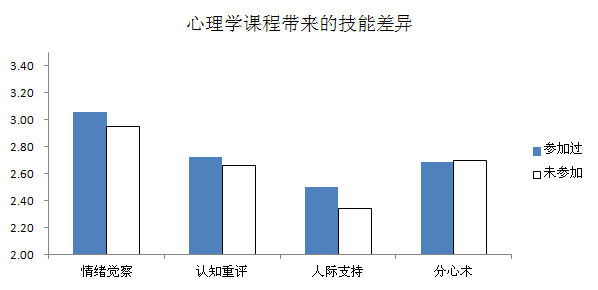 心理学课程带来的技能差异
3.40
3.20
3.00
2.80
2.60
2.40
2.20
2.00
情绪觉察
认知重评
人际支持
分心术
参加过
未参加